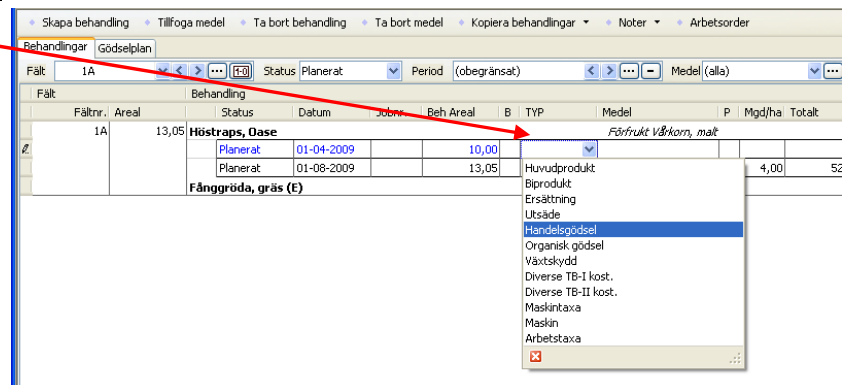 Skapa behandling Tillfoga medel Ta bort behandling Ta bort medel Kopiera behandlingar Noter Arbetsorder
Behandlingar Gödselplan
Fält 1A 1-0 Status Planerat Period (obegränsat) Medel (alla)
Fält Behandling
Fältnr. Areal Status Datum Jobnr. Beh Areal B TYP Medel P Mgd/ha Totalt
1A 13,05 Höstraps, Oase Förfrukt Vårkorn, malt
Planerat 01-04-2009 10,00
Planerat 01-08-2009 13,05 4,00 52
Fånggröda, gräs (E)
Huvudprodukt
Biprodukt
Ersättning
Utsäde
Handelsgödsel
Organisk gödsel
Växtskydd
Diverse TB-I kost.
Diverse TB-II kost.
Maskintaxa
Maskin
Arbetstaxa